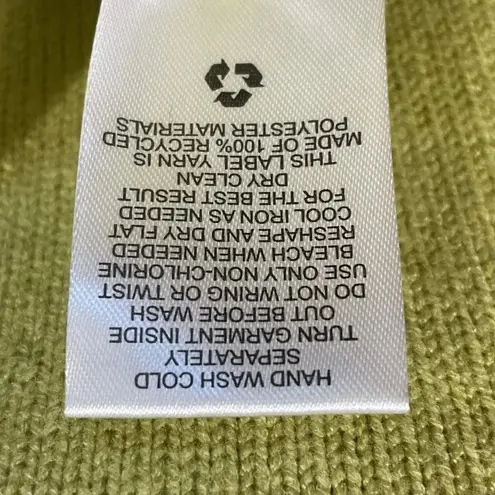 HAND WASH COLD
SEPARATELY
TURN GARMENT INSIDE
OUT BEFORE WASH
DO NOT WRING OR TWIST
USE ONLY NON-CHLORINE
BLEACH WHEN NEEDED
RESHAPE AND DRY FLAT
COOL IRON AS NEEDED
FOR THE BEST RESULT
DRY CLEAN
THIS LABEL YARN IS
MADE OF 100% RECYCLED
POLYESTER MATERIALS